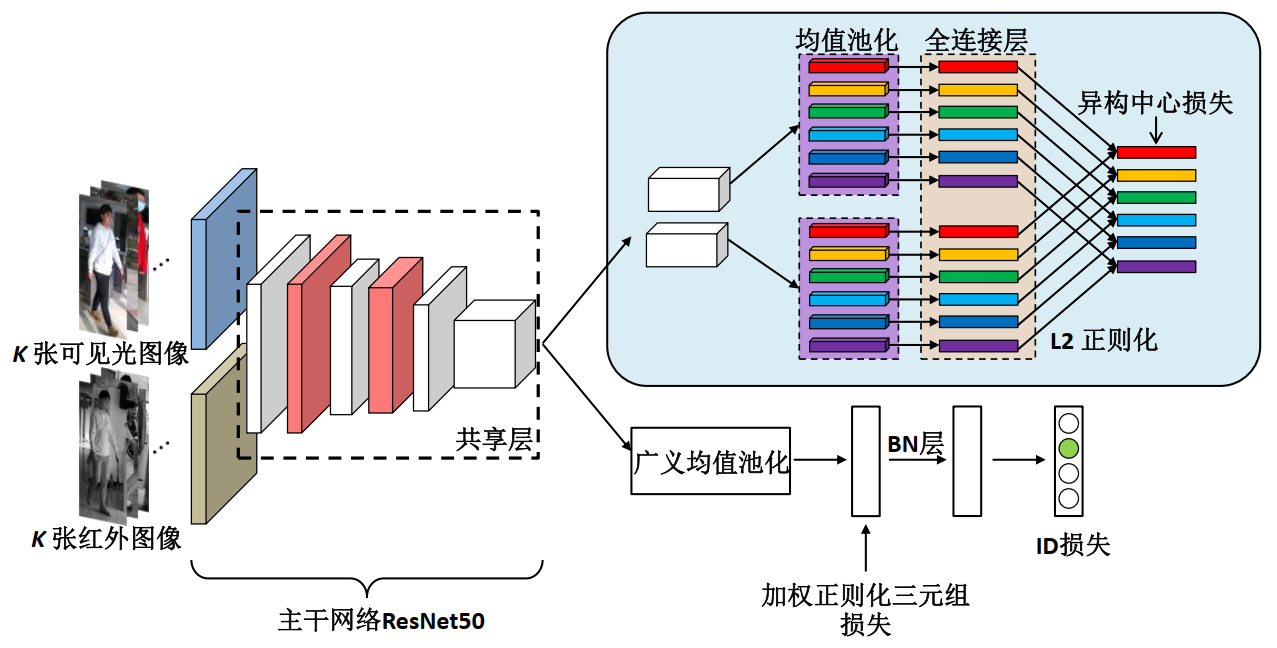 均值池化
全连接层
异构中心损失
K 张可见光图像
L2 正则化
共享层
BN层
广义均值池化
K 张红外图像
ID损失
加权正则化三元组
损失
主干网络ResNet50